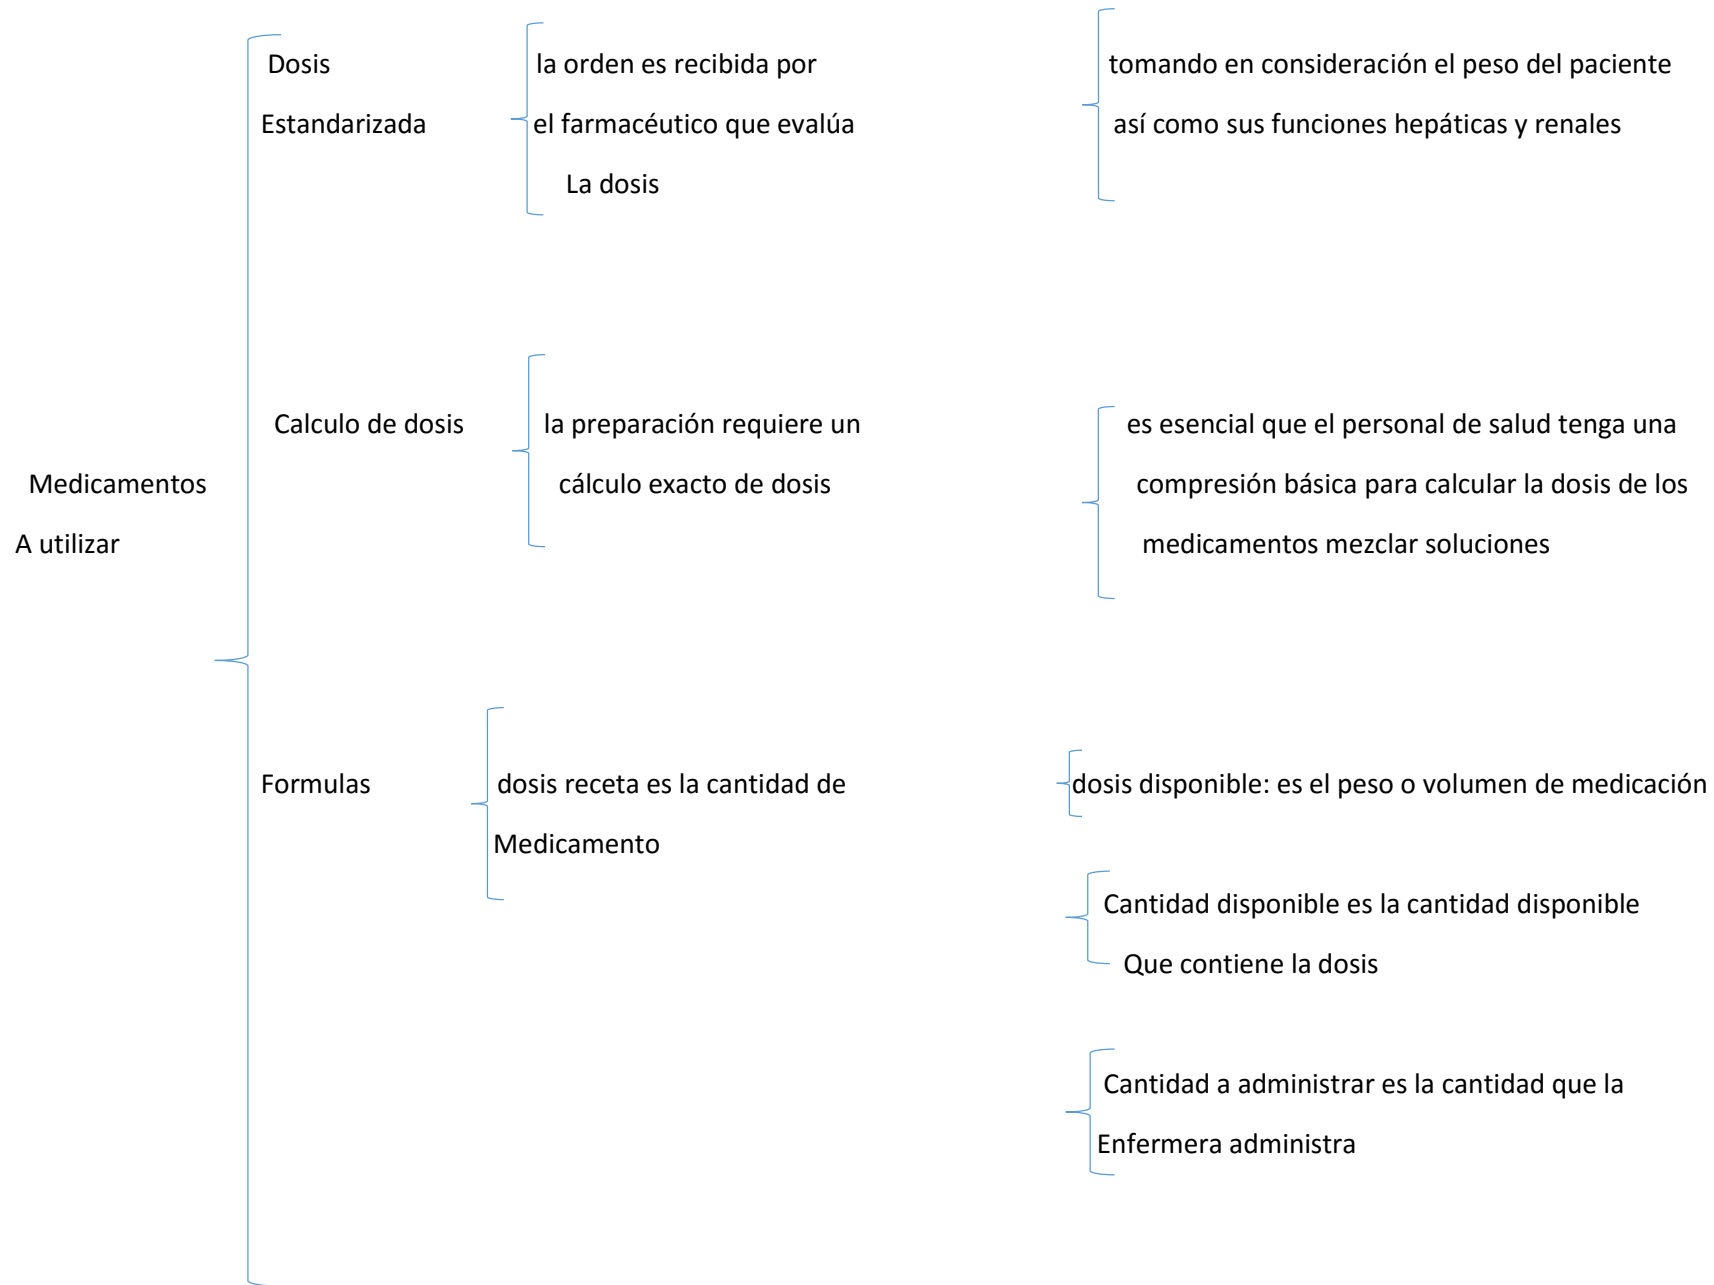 Medicamentos
A utilizar
Dosis
Estandarizada
la orden es recibida por
el farmacéutico que evalúa
La dosis
tomando en consideración el peso del paciente
así como sus funciones hepáticas y renales
Calculo de dosis
la preparación requiere un
cálculo exacto de dosis
es esencial que el personal de salud tenga una
compresión básica para calcular la dosis de los
medicamentos mezclar soluciones
Formulas
dosis receta es la cantidad de
Medicamento
dosis disponible: es el peso o volumen de medicación
Cantidad disponible es la cantidad disponible
Que contiene la dosis
Cantidad a administrar es la cantidad que la
Enfermera administra